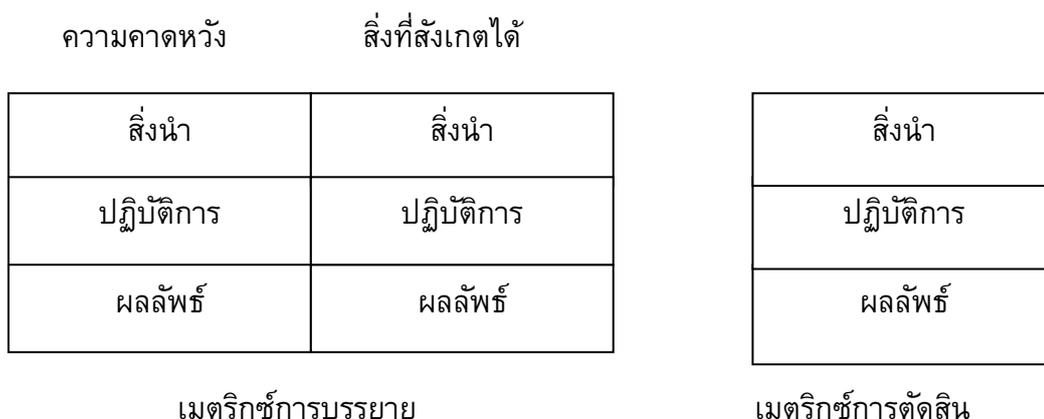 ความคาดหวัง สิ่งที่สังเกตได้
สิ่งนำ สิ่งนำ สิ่งนำ
ปฏิบัติการ ปฏิบัติการ ปฏิบัติการ
ผลลัพธ์ ผลลัพธ์ ผลลัพธ์
เมตริกซ์การบรรยาย เมตริกซ์การตัดสิน